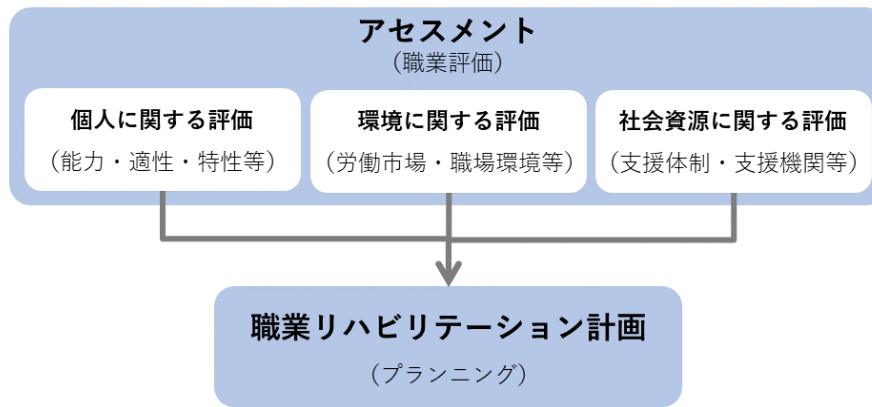 アセスメント
（職業評価）
個人に関する評価
（能力・適性・特性等）
環境に関する評価
（労働市場・職場環境等）
社会資源に関する評価
（支援体制・支援機関等）
職業リハビリテーション計画
（プランニング）